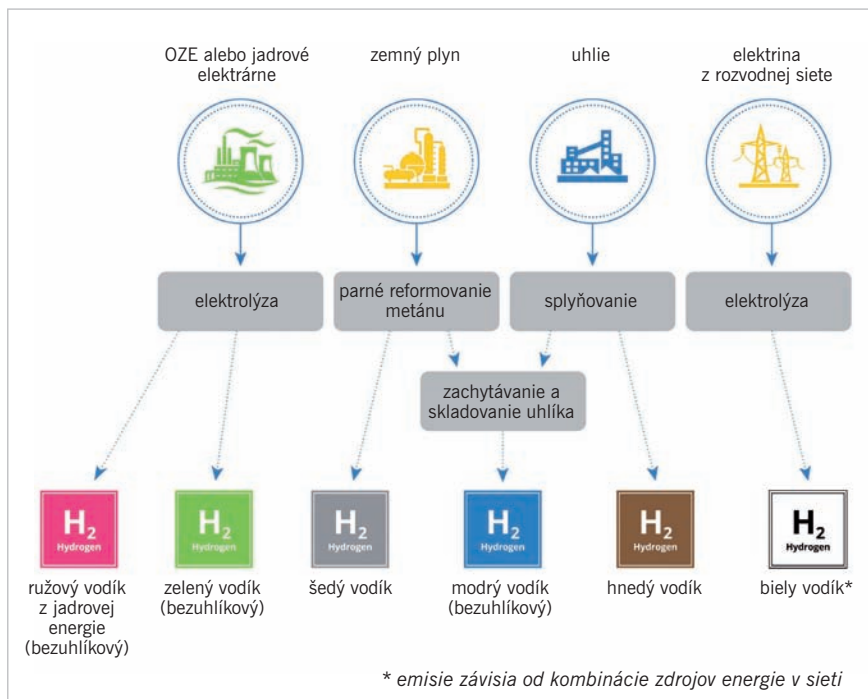 OZE alebo jadrové
elektrárne
zemný plyn
uhlie
elektrina
z rozvodnej siete
elektrolýza
parné reformovanie
metánu
splyňovanie
elektrolýza
zachytávanie a
skladovanie uhlíka
H2
Hydrogen
H2
Hydrogen
H2
Hydrogen
H2
Hydrogen
H2
Hydrogen
H2
Hydrogen
ružový vodík
z jadrovej
energie
(bezuhlíkový)
zelený vodík
(bezuhlíkový)
šedý vodík
modrý vodík
(bezuhlíkový)
hnedý vodík
biely vodík*
* emisie závisia od kombinácie zdrojov energie v sieti